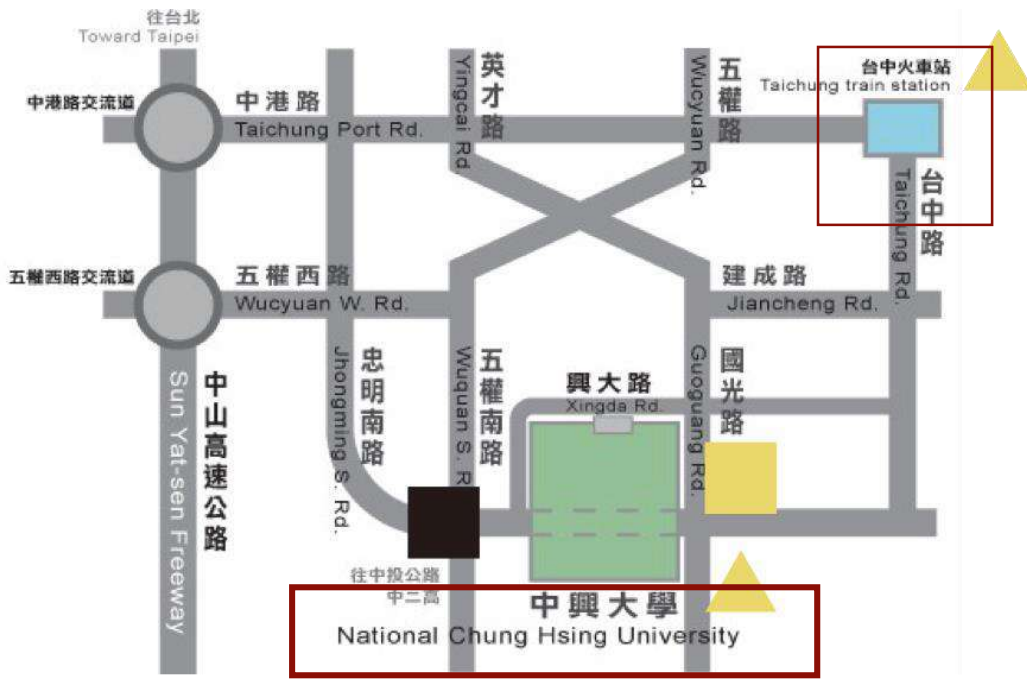 往台北
Toward Taipei
中港路交流道
中港路
Taichung Port Rd.
英才路
Yingcai Rd.
五權路
Wucyuan Rd.
台中火車站
Taichung train station
台中路
Taichung Rd.
五權西路交流道
五權西路
Wucyuan W. Rd.
建成路
Jiancheng Rd.
中山高速公路
Sun Yat-sen Freeway
忠明南路
Jhongming S. Rd.
五權南路
Wuquan S. R
興大路
Xingda Rd.
國光路
Guoguang Rd.
往中投公路
中二高
中興大學
National Chung Hsing University